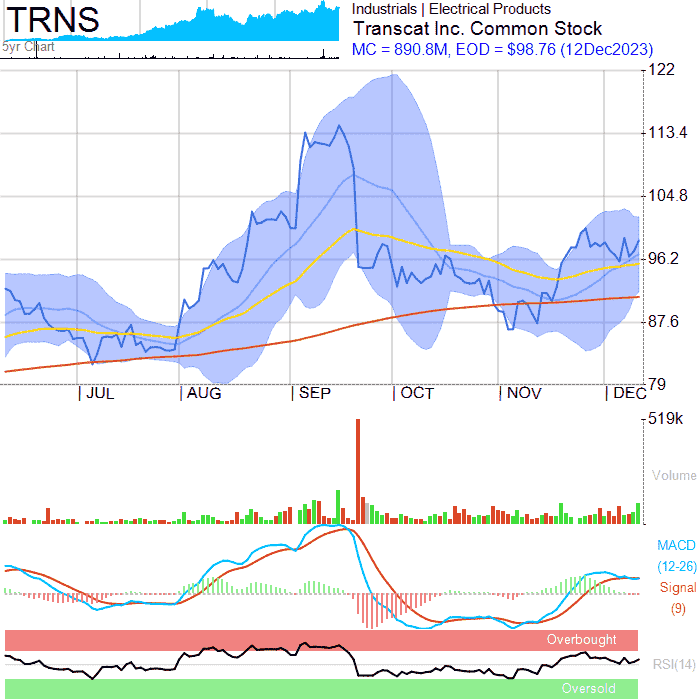 TRNS
5yr Chart
Industrials | Electrical Products
Transcat Inc. Common Stock
MC = 890.8M, EOD = $98.76 (12Dec2023)
122
113.4
104.8
96.2
87.6
79
JUL AUG SEP OCT NOV DEC
519k
Volume
MACD
(12-26)
Signal
(9)
Overbought
RSI(14)
Oversold